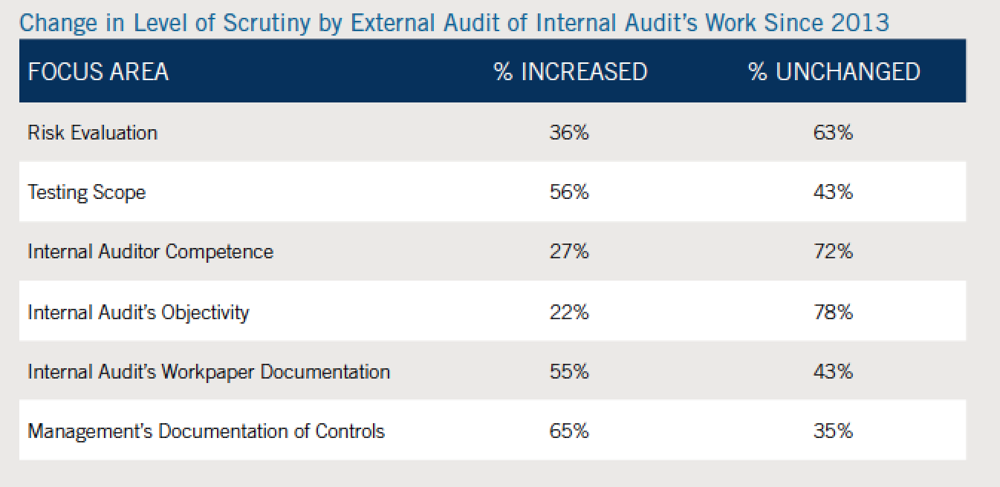 Change in Level of Scrutiny by External Audit of Internal Audit’s Work Since 2013
FOCUS AREA % INCREASED % UNCHANGED
Risk Evaluation 36% 63%
Testing Scope 56% 43%
Internal Auditor Competence 27% 72%
Internal Audit’s Objectivity 22% 78%
Internal Audit’s Workpaper Documentation 55% 43%
Management’s Documentation of Controls 65% 35%